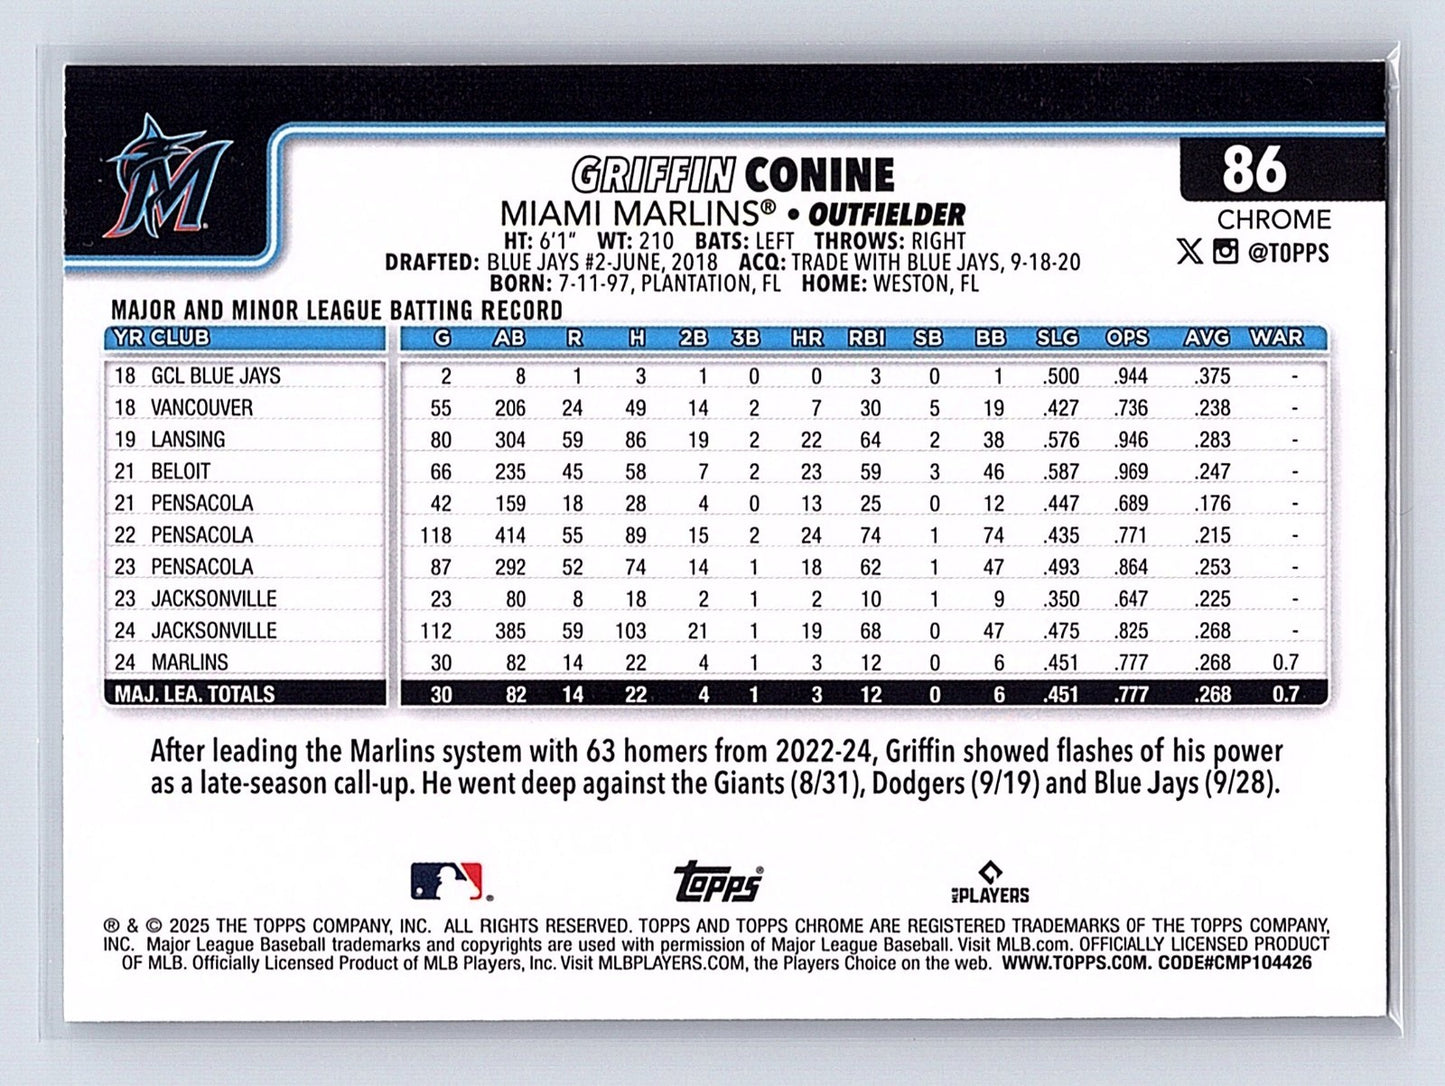 GRIFFIN CONINE
86
MIAMI MARLINS® • OUTFIELDER
CHROME
HT: 6'1" WT: 210 BATS: LEFT THROWS: RIGHT
@TOPPS
DRAFTED: BLUE JAYS #2-JUNE, 2018 ACQ: TRADE WITH BLUE JAYS, 9-18-20
BORN: 7-11-97, PLANTATION, FL HOME: WESTON, FL
MAJOR AND MINOR LEAGUE BATTING RECORD
YR CLUB G AB R H 2B 3B HR RBI SB BB SLG OPS AVG WAR
18 GCL BLUE JAYS 2 8 1 3 1 0 0 3 0 1 .500 .944 .375 -
18 VANCOUVER 55 206 24 49 14 2 7 30 5 19 .427 .736 .238 -
19 LANSING 80 304 59 86 19 2 22 64 2 38 .576 .946 .283 -
21 BELOIT 66 235 45 58 7 2 23 59 3 46 .587 .969 .247 -
21 PENSACOLA 42 159 18 28 4 0 13 25 0 12 .447 .689 .176 -
22 PENSACOLA 118 414 55 89 15 2 24 74 1 74 .435 .771 .215 -
23 PENSACOLA 87 292 52 74 14 1 18 62 1 47 .493 .864 .253 -
23 JACKSONVILLE 23 80 8 18 2 1 2 10 1 9 .350 .647 .225 -
24 JACKSONVILLE 112 385 59 103 21 1 19 68 0 47 .475 .825 .268 -
24 MARLINS 30 82 14 22 4 1 3 12 0 6 .451 .777 .268 0.7
MAJ. LEA. TOTALS 30 82 14 22 4 1 3 12 0 6 .451 .777 .268 0.7
After leading the Marlins system with 63 homers from 2022-24, Griffin showed flashes of his power
as a late-season call-up. He went deep against the Giants (8/31), Dodgers (9/19) and Blue Jays (9/28).
Topps®
MLB PLAYERS
® & © 2025 THE TOPPS COMPANY, INC. ALL RIGHTS RESERVED. TOPPS AND TOPPS CHROME ARE REGISTERED TRADEMARKS OF THE TOPPS COMPANY,
INC. Major League Baseball trademarks and copyrights are used with permission of Major League Baseball. Visit MLB.com. OFFICIALLY LICENSED PRODUCT
OF MLB. Officially Licensed Product of MLB Players, Inc. Visit MLBPLAYERS.COM, the Players Choice on the web. WWW.TOPPS.COM. CODE#CMP104426